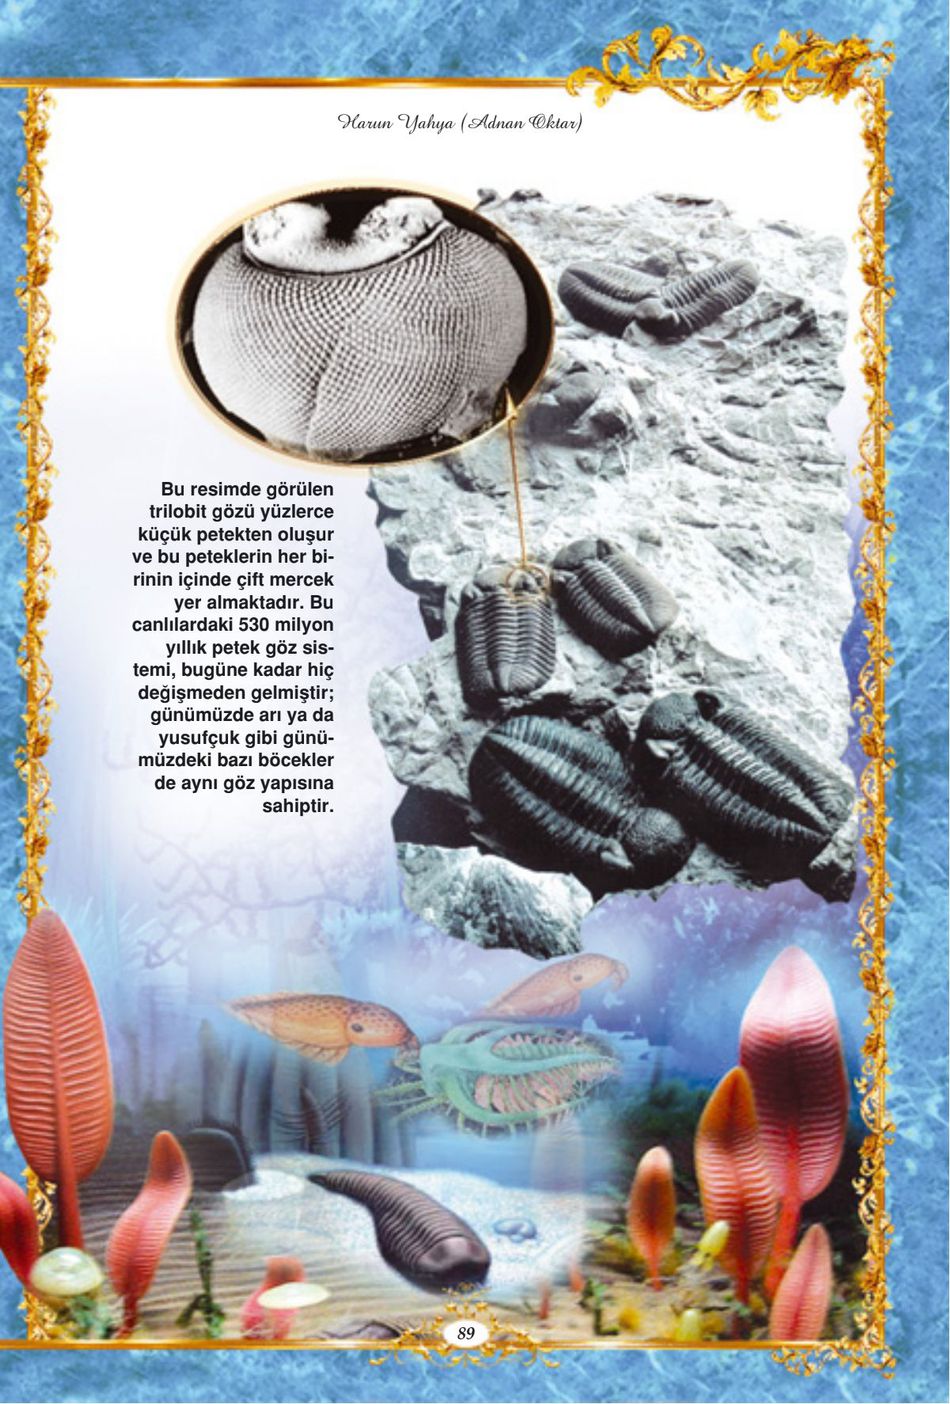 Harun Yahya (Adnan Oktar)
Bu resimde görülen
trilobit gözü yüzlerce
küçük petekten oluşur
ve bu peteklerin her bi-
rinin içinde çift mercek
yer almaktadır. Bu
canlılardaki 530 milyon
yıllık petek göz sis-
temi, bugüne kadar hiç
değişmeden gelmiştir;
günümüzde arı ya da
yusufçuk gibi günü-
müzdeki bazı böcekler
de aynı göz yapısına
sahiptir.
89